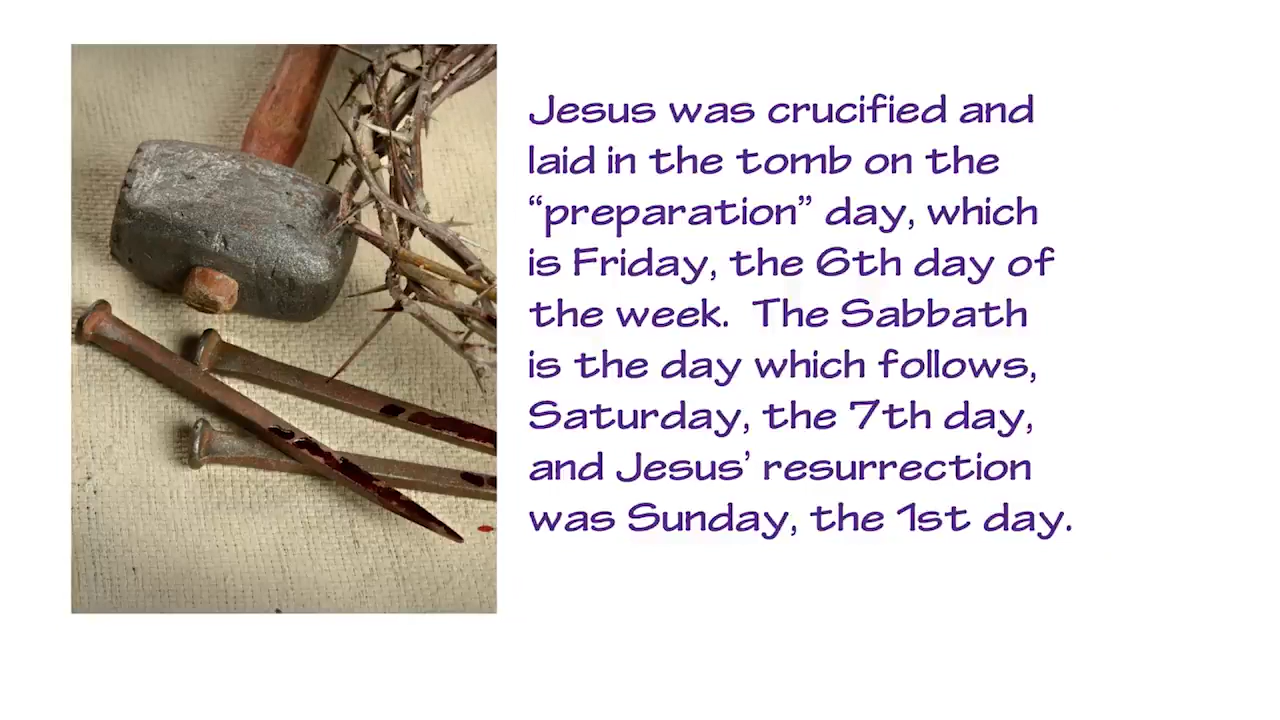 Jesus was crucified and
laid in the tomb on the
“preparation” day, which
is Friday, the 6th day of
the week.  The Sabbath
is the day which follows,
Saturday, the 7th day,
and Jesus’ resurrection
was Sunday, the 1st day.